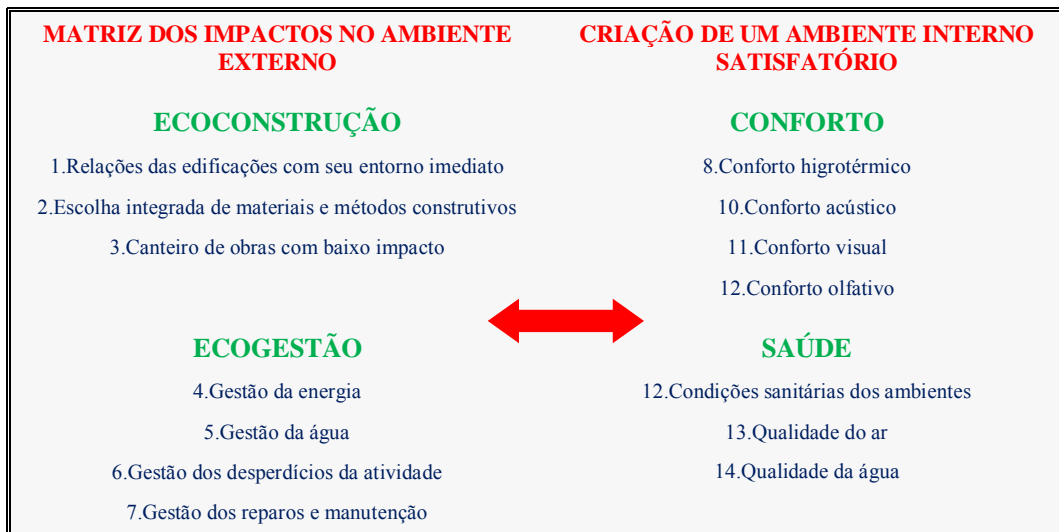 MATRIZ DOS IMPACTOS NO AMBIENTE
EXTERNO
ECOCONSTRUÇÃO
1.Relações das edificações com seu entorno imediato
2.Escolha integrada de materiais e métodos construtivos
3.Canteiro de obras com baixo impacto
ECOGESTÃO
4.Gestão da energia
5.Gestão da água
6.Gestão dos desperdícios da atividade
7.Gestão dos reparos e manutenção
CRIAÇÃO DE UM AMBIENTE INTERNO
SATISFATÓRIO
CONFORTO
8.Conforto higrotérmico
10.Conforto acústico
11.Conforto visual
12.Conforto olfativo
SAÚDE
12.Condições sanitárias dos ambientes
13.Qualidade do ar
14.Qualidade da água